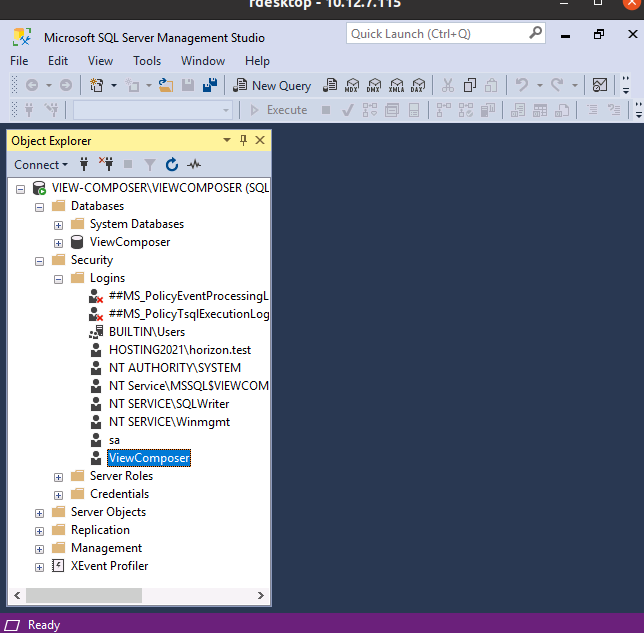 rdesktop - 10.12.7.115
Microsoft SQL Server Management Studio
Quick Launch (Ctrl+Q)
File Edit View Tools Window Help
New Query MDX DMX XMLA DAX
Execute
Object Explorer
Connect
VIEW-COMPOSER\VIEWCOMPOSER (SQL
Databases
System Databases
ViewComposer
Security
Logins
##MS_PolicyEventProcessingL
##MS_PolicyTsqlExecutionLog
BUILTIN\Users
HOSTING2021\horizon.test
NT AUTHORITY\SYSTEM
NT Service\MSSQL$VIEWCOM
NT SERVICE\SQLWriter
NT SERVICE\Winmgmt
sa
ViewComposer
Server Roles
Credentials
Server Objects
Replication
Management
XEvent Profiler
Ready